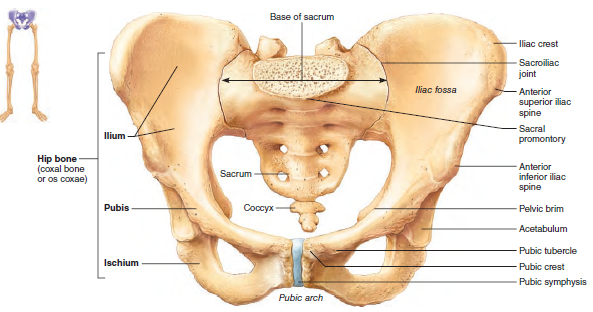 Base of sacrum
Iliac crest
Sacroiliac
joint
Iliac fossa
Anterior
superior iliac
spine
Sacral
promontory
Ilium
Hip bone
(coxal bone
or os coxae)
Sacrum
Anterior
inferior iliac
spine
Pubis
Coccyx
Pelvic brim
Acetabulum
Pubic tubercle
Ischium
Pubic crest
Pubic symphysis
Pubic arch